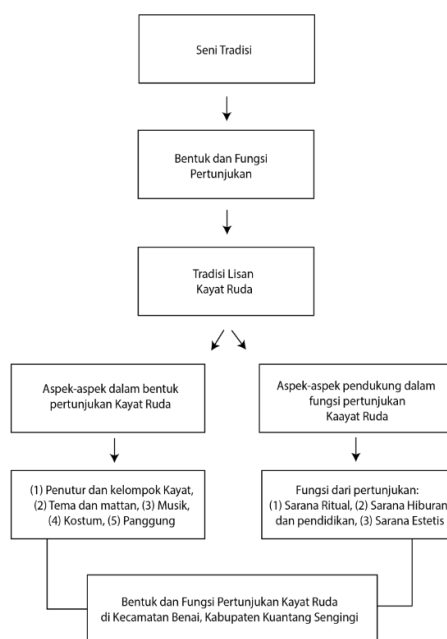 Seni Tradisi
Bentuk dan Fungsi
Pertunjukan
Tradisi Lisan
Kayat Ruda
Aspek-aspek dalam bentuk
pertunjukan Kayat Ruda
Aspek-aspek pendukung dalam
fungsi pertunjukan
Kaayat Ruda
(1) Penutur dan kelompok Kayat,
(2) Tema dan mattan, (3) Musik,
(4) Kostum, (5) Panggung
Fungsi dari pertunjukan:
(1) Sarana Ritual, (2) Sarana Hiburan
dan pendidikan, (3) Sarana Estetis
Bentuk dan Fungsi Pertunjukan Kayat Ruda
di Kecamatan Benai, Kabupaten Kuantang Sengingi